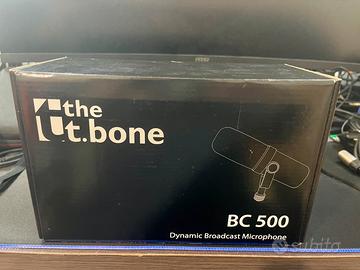 the
t.bone
BC 500
Dynamic Broadcast Microphone
subito